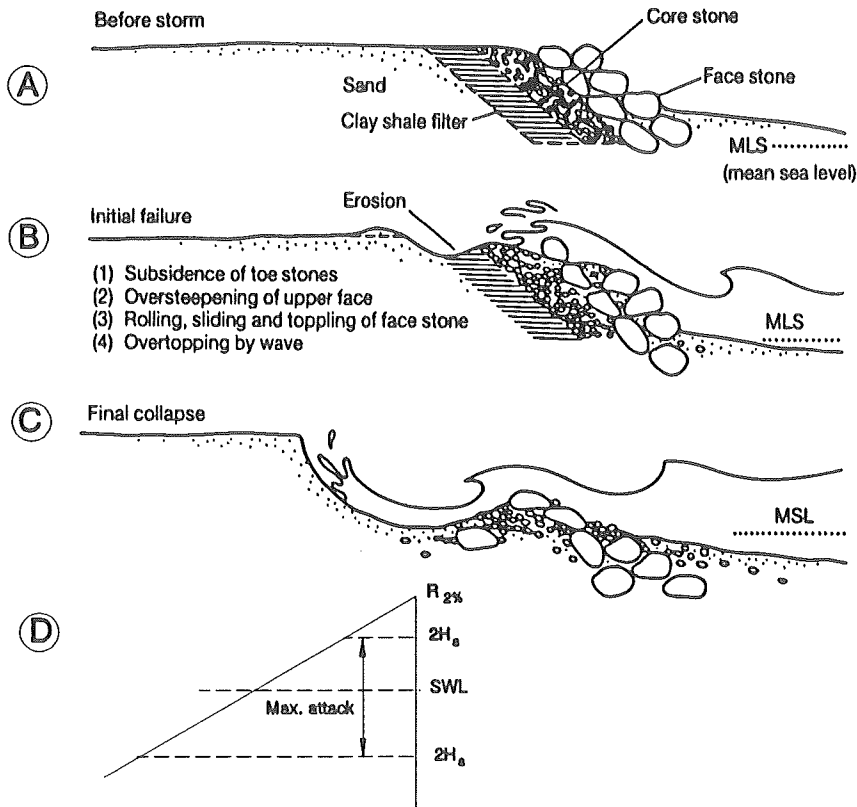 Before storm
Core stone
A
Sand
Face stone
Clay shale filter
MLS
(mean sea level)
B
Initial failure
Erosion
(1) Subsidence of toe stones
(2) Oversteepening of upper face
(3) Rolling, sliding and toppling of face stone
(4) Overtopping by wave
MLS
C
Final collapse
MSL
D
R 2%
2Hs
SWL
Max. attack
2Hs